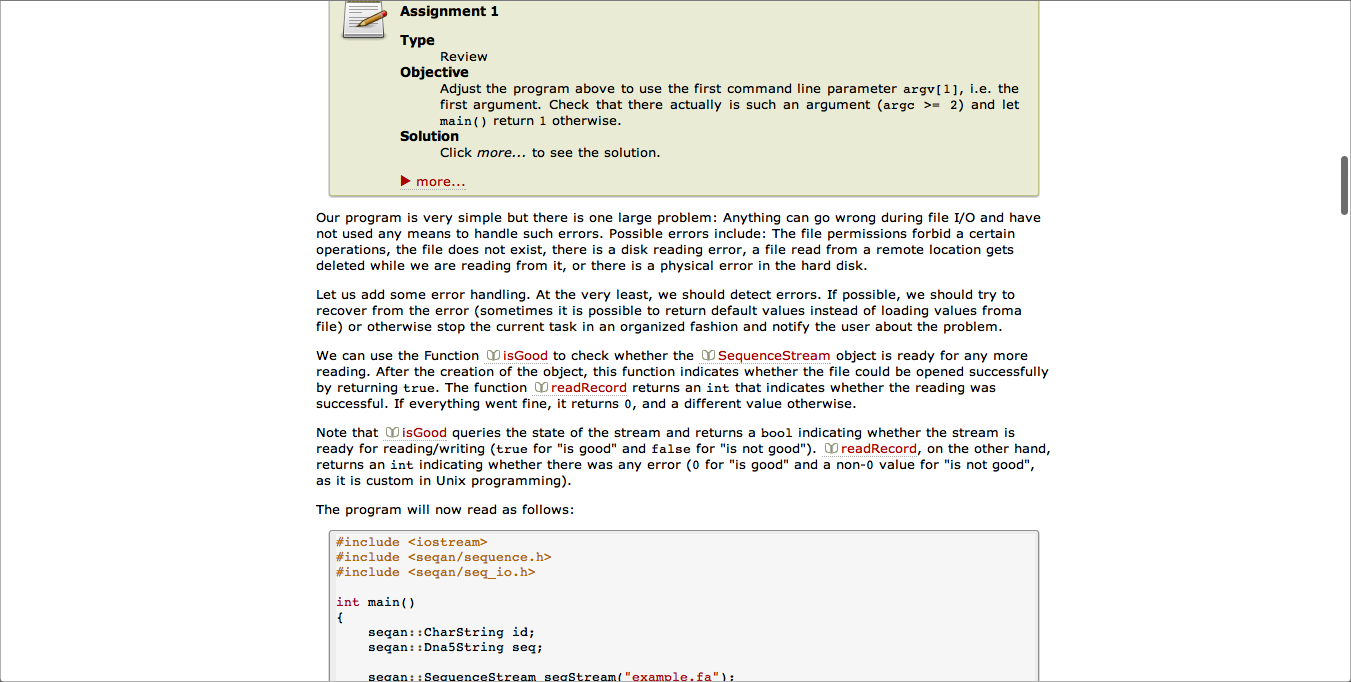 Assignment 1
Type
Review
Objective
Adjust the program above to use the first command line parameter argv[1], i.e. the
first argument. Check that there actually is such an argument (argc >= 2) and let
main() return 1 otherwise.
Solution
Click more... to see the solution.
more...
Our program is very simple but there is one large problem: Anything can go wrong during file I/O and have
not used any means to handle such errors. Possible errors include: The file permissions forbid a certain
operations, the file does not exist, there is a disk reading error, a file read from a remote location gets
deleted while we are reading from it, or there is a physical error in the hard disk.
Let us add some error handling. At the very least, we should detect errors. If possible, we should try to
recover from the error (sometimes it is possible to return default values instead of loading values froma
file) or otherwise stop the current task in an organized fashion and notify the user about the problem.
We can use the Function isGood to check whether the SequenceStream object is ready for any more
reading. After the creation of the object, this function indicates whether the file could be opened successfully
by returning true. The function readRecord returns an int that indicates whether the reading was
successful. If everything went fine, it returns 0, and a different value otherwise.
Note that isGood queries the state of the stream and returns a bool indicating whether the stream is
ready for reading/writing (true for "is good" and false for "is not good"). readRecord, on the other hand,
returns an int indicating whether there was any error (0 for "is good" and a non-0 value for "is not good",
as it is custom in Unix programming).
The program will now read as follows:
#include <iostream>
#include <seqan/sequence.h>
#include <seqan/seq_io.h>
int main()
{
seqan::CharString id;
seqan::Dna5String seq;
seqan::SequenceStream seqStream("example.fa");